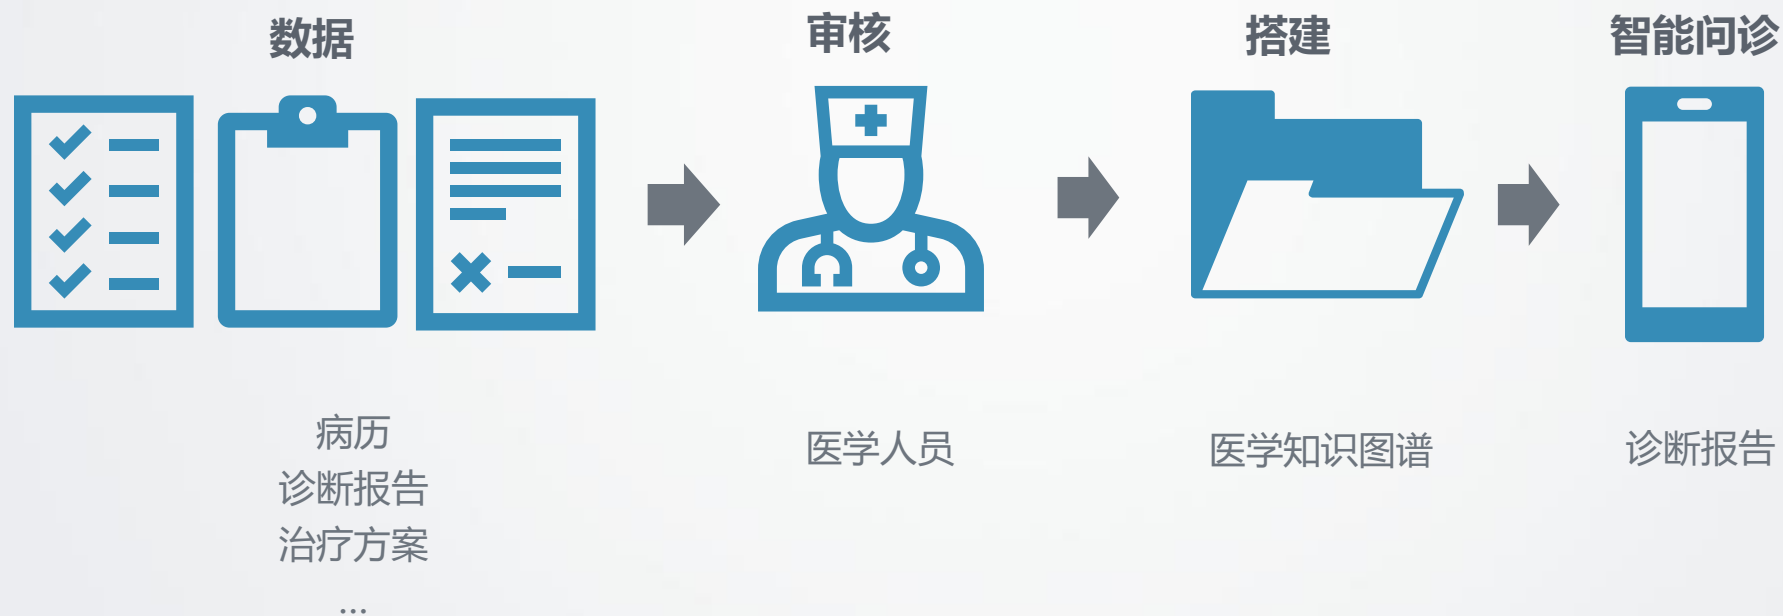 数据
审核
搭建
智能问诊
病历
诊断报告
治疗方案
...
医学人员
医学知识图谱
诊断报告